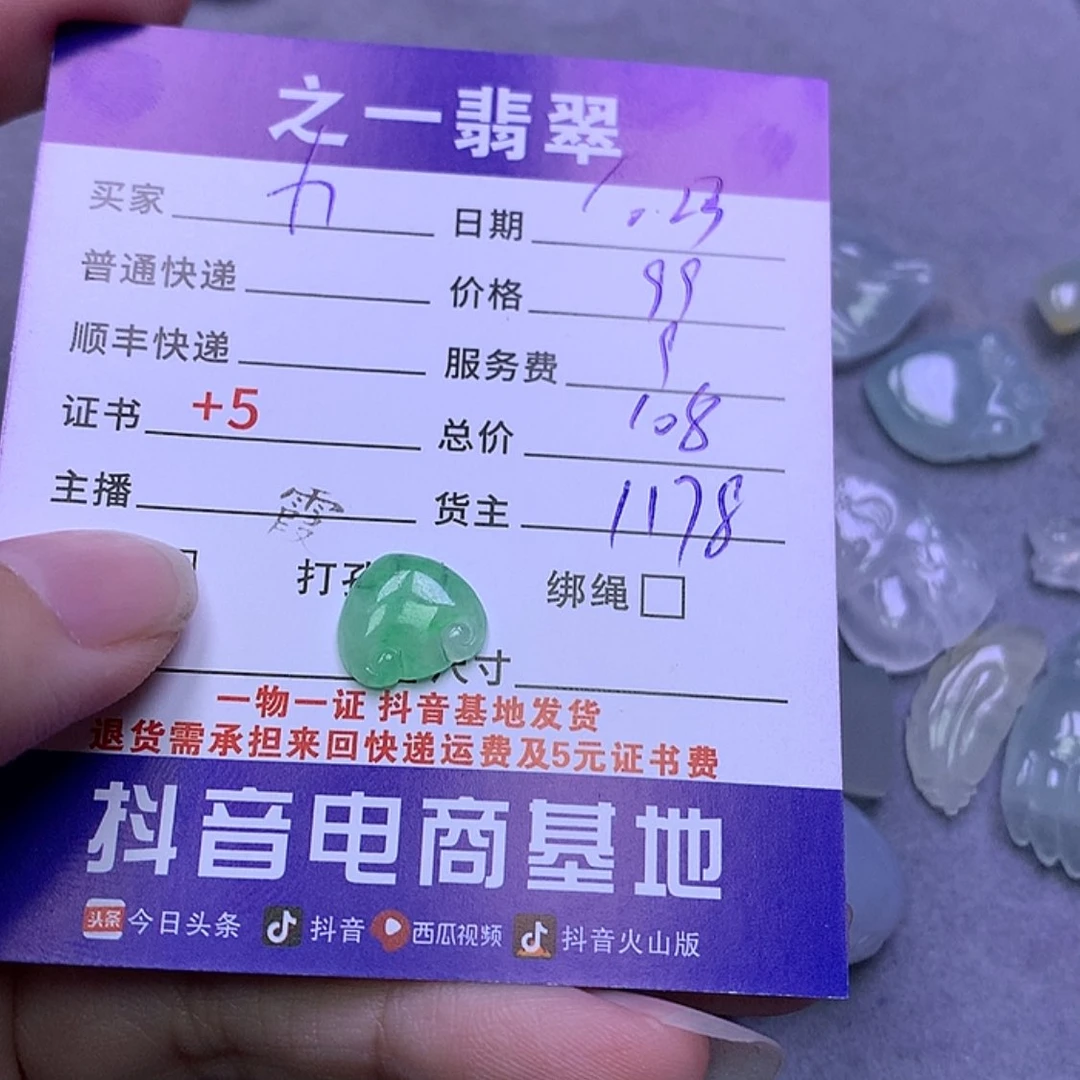 之一翡翠
买家 力 日期 10.23
普通快递 价格 99
顺丰快递 服务费 9
证书 +5 总价 108
主播 霞 货主 1178
打孔 绑绳
尺寸
一物一证 抖音基地发货
退货需承担来回快递运费及5元证书费
抖音电商基地
头条 今日头条 抖音 西瓜视频 抖音火山版